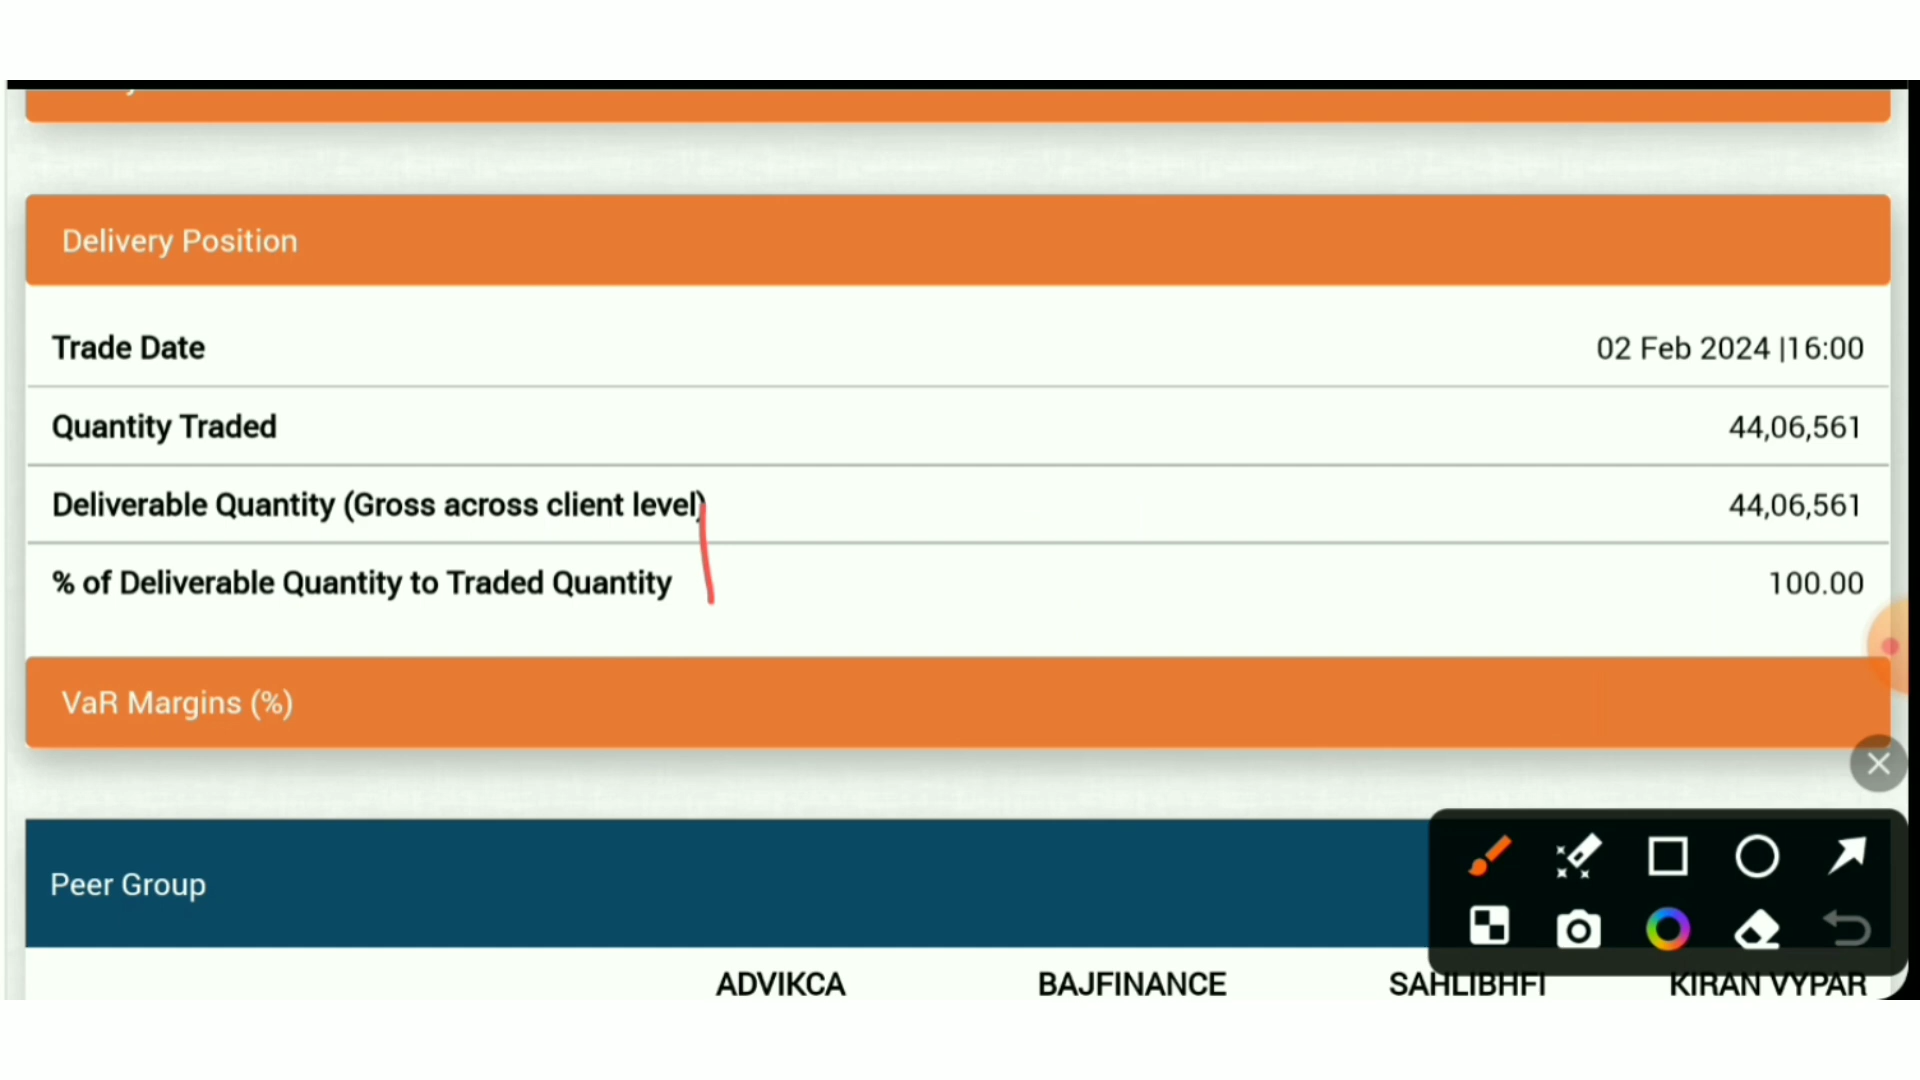 Delivery Position
Trade Date 02 Feb 2024 |16:00
Quantity Traded 44,06,561
Deliverable Quantity (Gross across client level) 44,06,561
% of Deliverable Quantity to Traded Quantity 100.00
VaR Margins (%)
Peer Group
ADVIKCA BAJFINANCE SAHLIBHFI KIRAN VYPAR